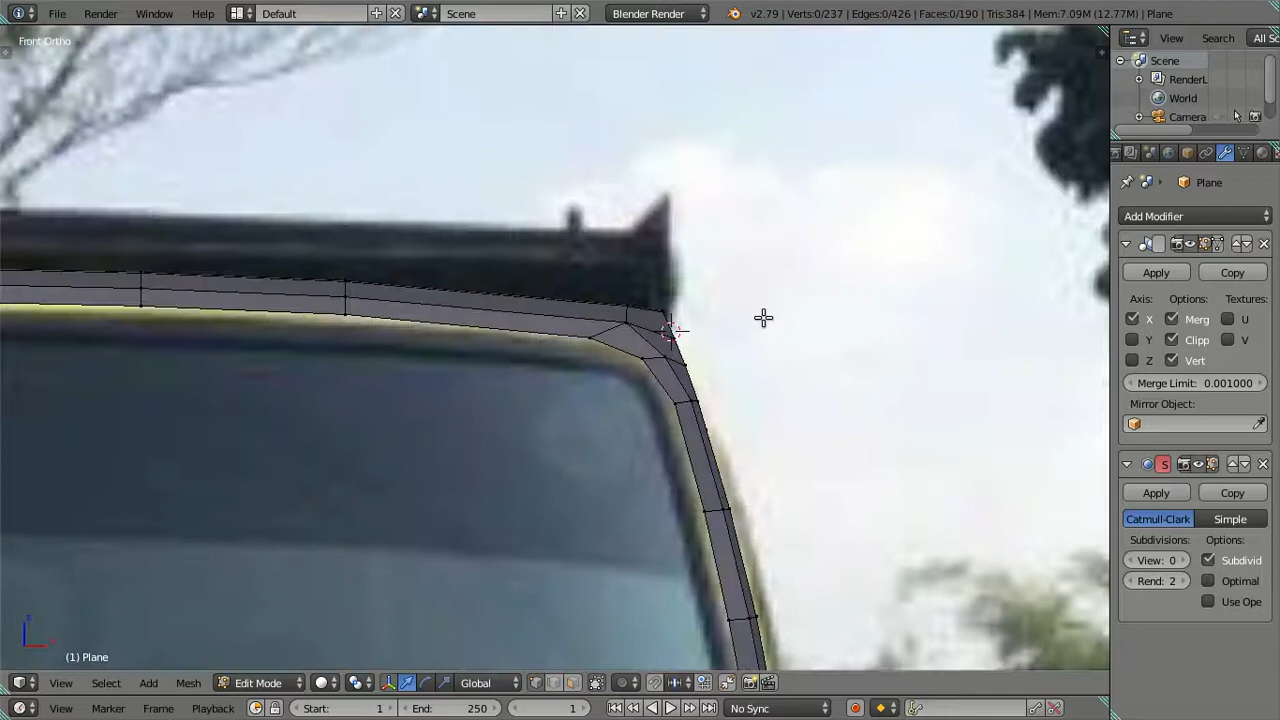 File Render Window Help Default Scene Blender Render v2.79 | Verts:0/237 | Edges:0/426 | Faces:0/190 | Tris:384 | Mem:7.09M (12.77M) | Plane
Front Ortho
View Search All Sc
Scene
RenderL
World
Camera
Plane
Add Modifier
Apply Copy
Axis: Options: Textures:
X Merg U
Y Clipp V
Z Vert
Merge Limit: 0.001000
Mirror Object:
S
Apply Copy
Catmull-Clark Simple
Subdivisions: Options:
View: 0 Subdivid
Rend: 2 Optimal
Use Ope
z
(1) Plane
View Select Add Mesh Edit Mode Global
View Marker Frame Playback Start: 1 End: 250 1 No Sync